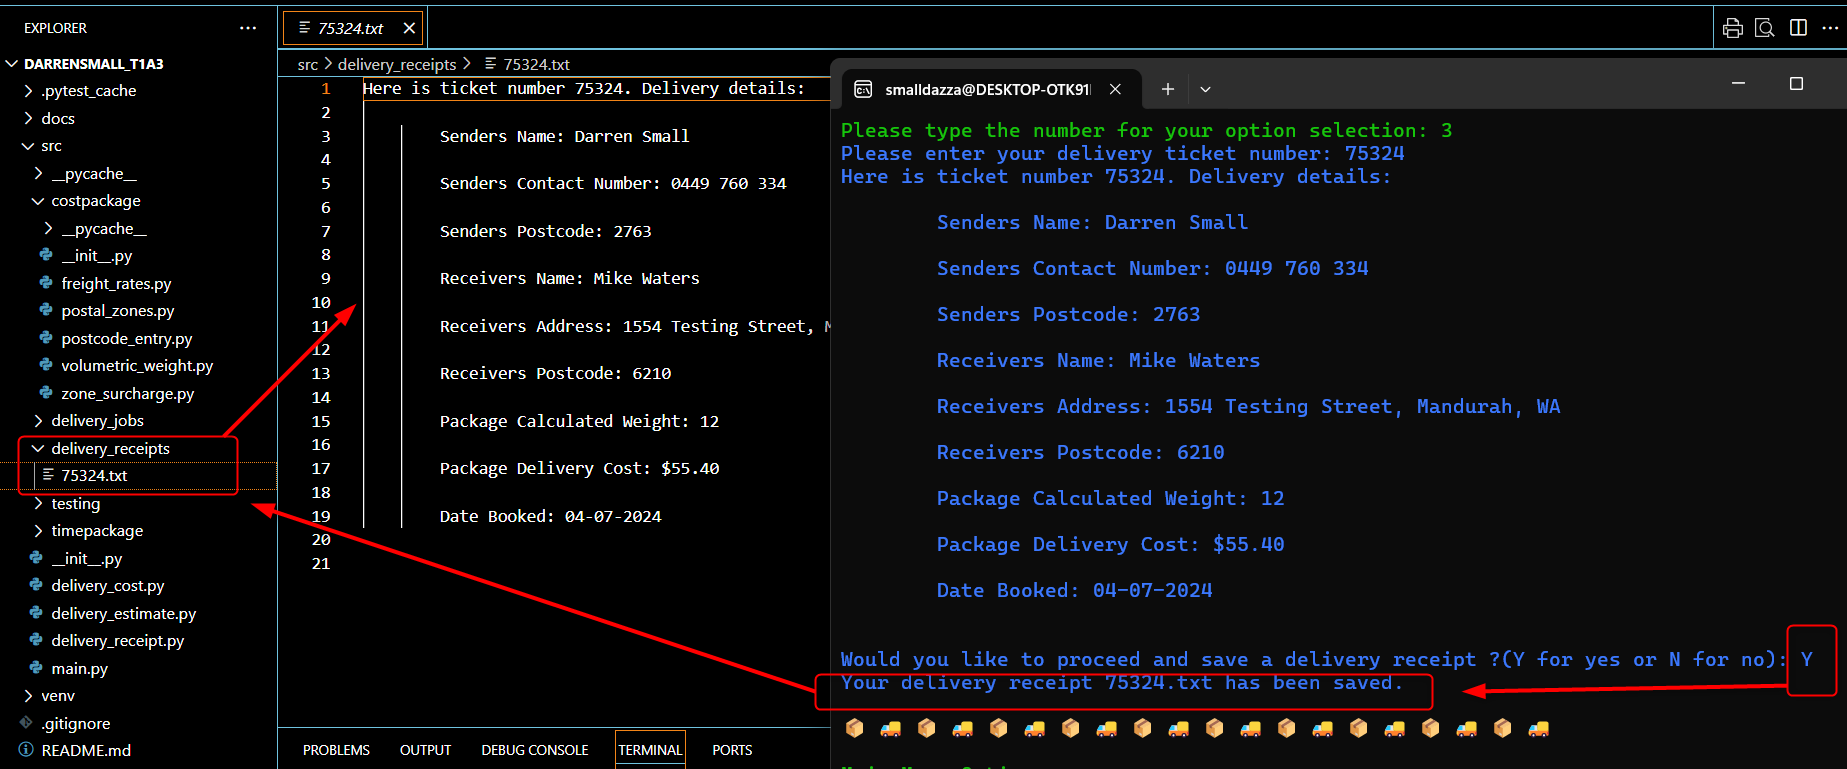 EXPLORER
DARRENSMALL_T1A3
.pytest_cache
docs
src
__pycache__
costpackage
__pycache__
__init__.py
freight_rates.py
postal_zones.py
postcode_entry.py
volumetric_weight.py
zone_surcharge.py
delivery_jobs
delivery_receipts
75324.txt
testing
timepackage
__init__.py
delivery_cost.py
delivery_estimate.py
delivery_receipt.py
main.py
venv
.gitignore
README.md
75324.txt
src > delivery_receipts > 75324.txt
1 Here is ticket number 75324. Delivery details:
2
3 Senders Name: Darren Small
4
5 Senders Contact Number: 0449 760 334
6
7 Senders Postcode: 2763
8
9 Receivers Name: Mike Waters
10
11 Receivers Address: 1554 Testing Street, M
12
13 Receivers Postcode: 6210
14
15 Package Calculated Weight: 12
16
17 Package Delivery Cost: $55.40
18
19 Date Booked: 04-07-2024
20
21
PROBLEMS OUTPUT DEBUG CONSOLE TERMINAL PORTS
smalldazza@DESKTOP-OTK91
Please type the number for your option selection: 3
Please enter your delivery ticket number: 75324
Here is ticket number 75324. Delivery details:
Senders Name: Darren Small
Senders Contact Number: 0449 760 334
Senders Postcode: 2763
Receivers Name: Mike Waters
Receivers Address: 1554 Testing Street, Mandurah, WA
Receivers Postcode: 6210
Package Calculated Weight: 12
Package Delivery Cost: $55.40
Date Booked: 04-07-2024
Would you like to proceed and save a delivery receipt ?(Y for yes or N for no): Y
Your delivery receipt 75324.txt has been saved.